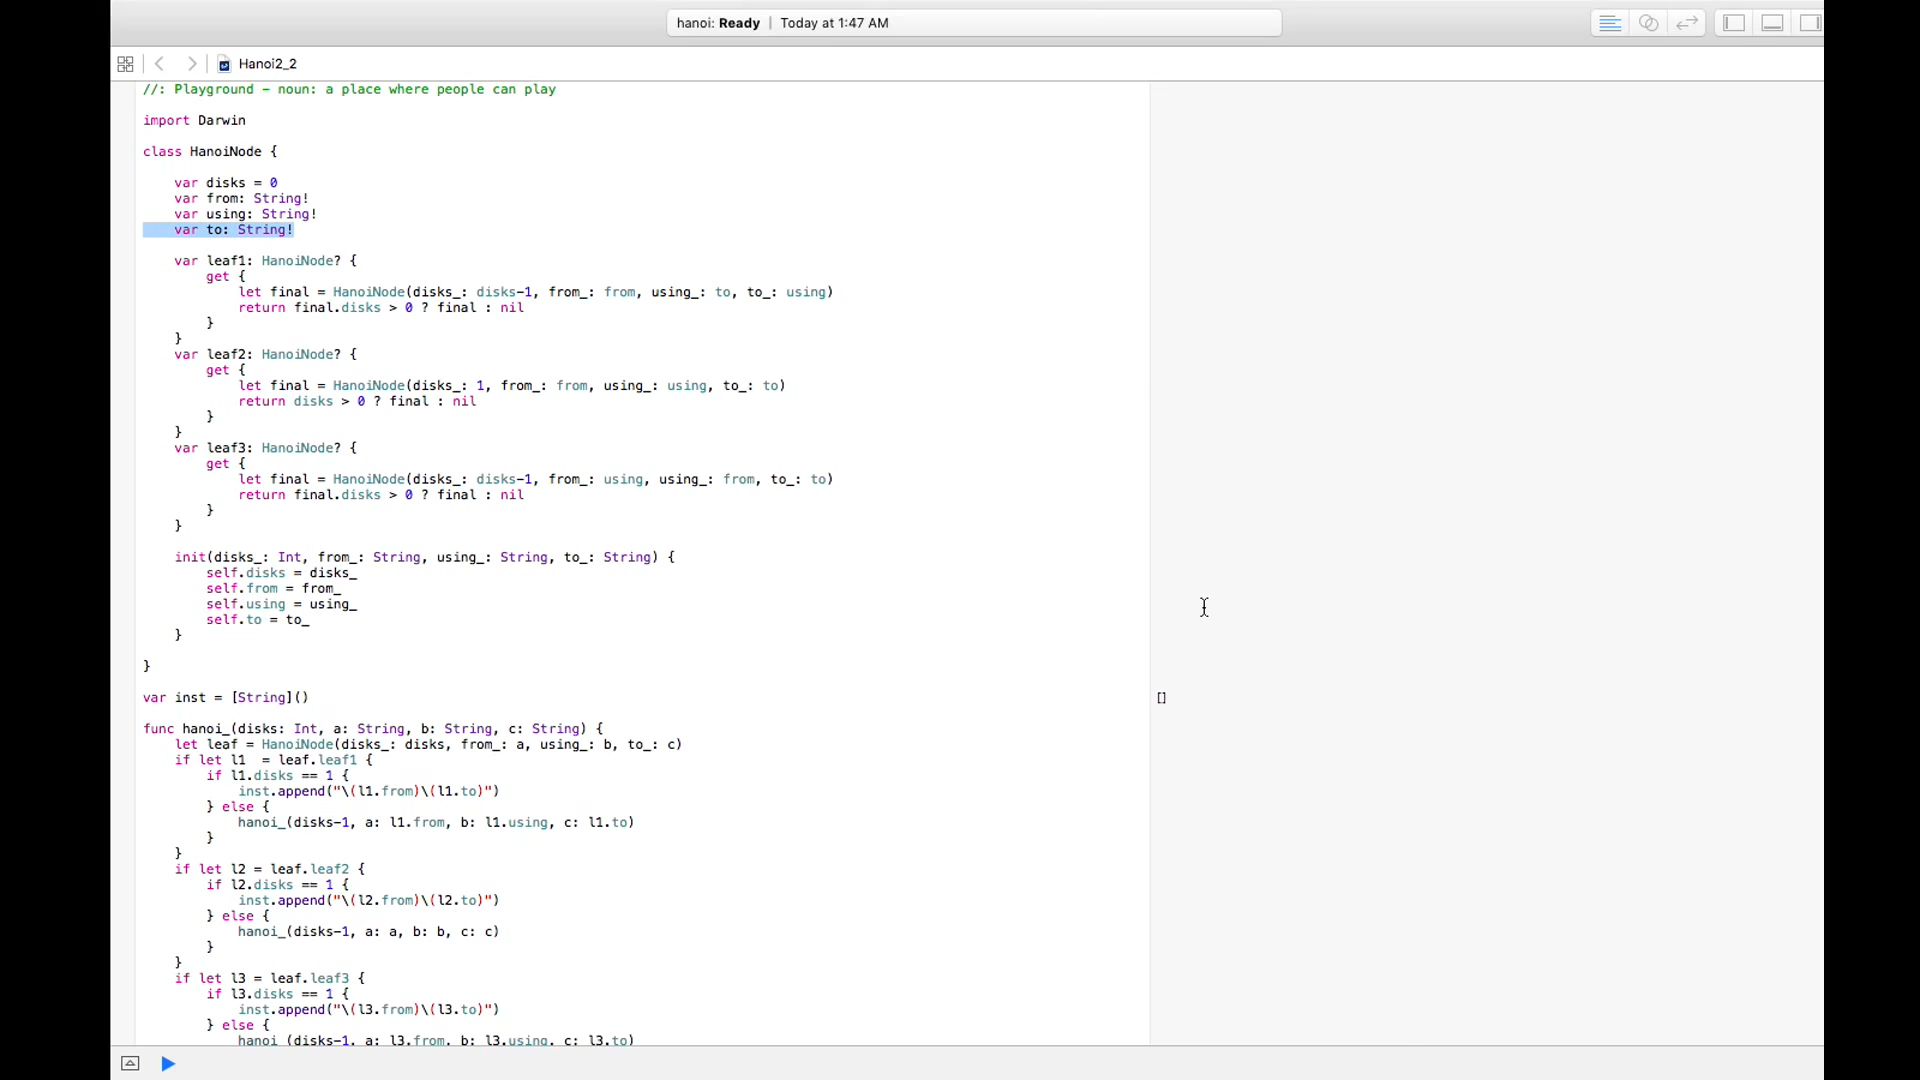 hanoi: Ready | Today at 1:47 AM
Hanoi2_2
//: Playground - noun: a place where people can play
import Darwin
class HanoiNode {
    var disks = 0
    var from: String!
    var using: String!
    var to: String!
    var leaf1: HanoiNode? {
        get {
            let final = HanoiNode(disks_: disks-1, from_: from, using_: to, to_: using)
            return final.disks > 0 ? final : nil
        }
    }
    var leaf2: HanoiNode? {
        get {
            let final = HanoiNode(disks_: 1, from_: from, using_: using, to_: to)
            return disks > 0 ? final : nil
        }
    }
    var leaf3: HanoiNode? {
        get {
            let final = HanoiNode(disks_: disks-1, from_: using, using_: from, to_: to)
            return final.disks > 0 ? final : nil
        }
    }
    init(disks_: Int, from_: String, using_: String, to_: String) {
        self.disks = disks_
        self.from = from_
        self.using = using_
        self.to = to_
    }
}
var inst = [String]()
[]
func hanoi_(disks: Int, a: String, b: String, c: String) {
    let leaf = HanoiNode(disks_: disks, from_: a, using_: b, to_: c)
    if let l1  = leaf.leaf1 {
        if l1.disks == 1 {
            inst.append("\(l1.from)\(l1.to)")
        } else {
            hanoi_(disks-1, a: l1.from, b: l1.using, c: l1.to)
        }
    }
    if let l2 = leaf.leaf2 {
        if l2.disks == 1 {
            inst.append("\(l2.from)\(l2.to)")
        } else {
            hanoi_(disks-1, a: a, b: b, c: c)
        }
    }
    if let l3 = leaf.leaf3 {
        if l3.disks == 1 {
            inst.append("\(l3.from)\(l3.to)")
        } else {
            hanoi_(disks-1, a: l3.from, b: l3.using, c: l3.to)